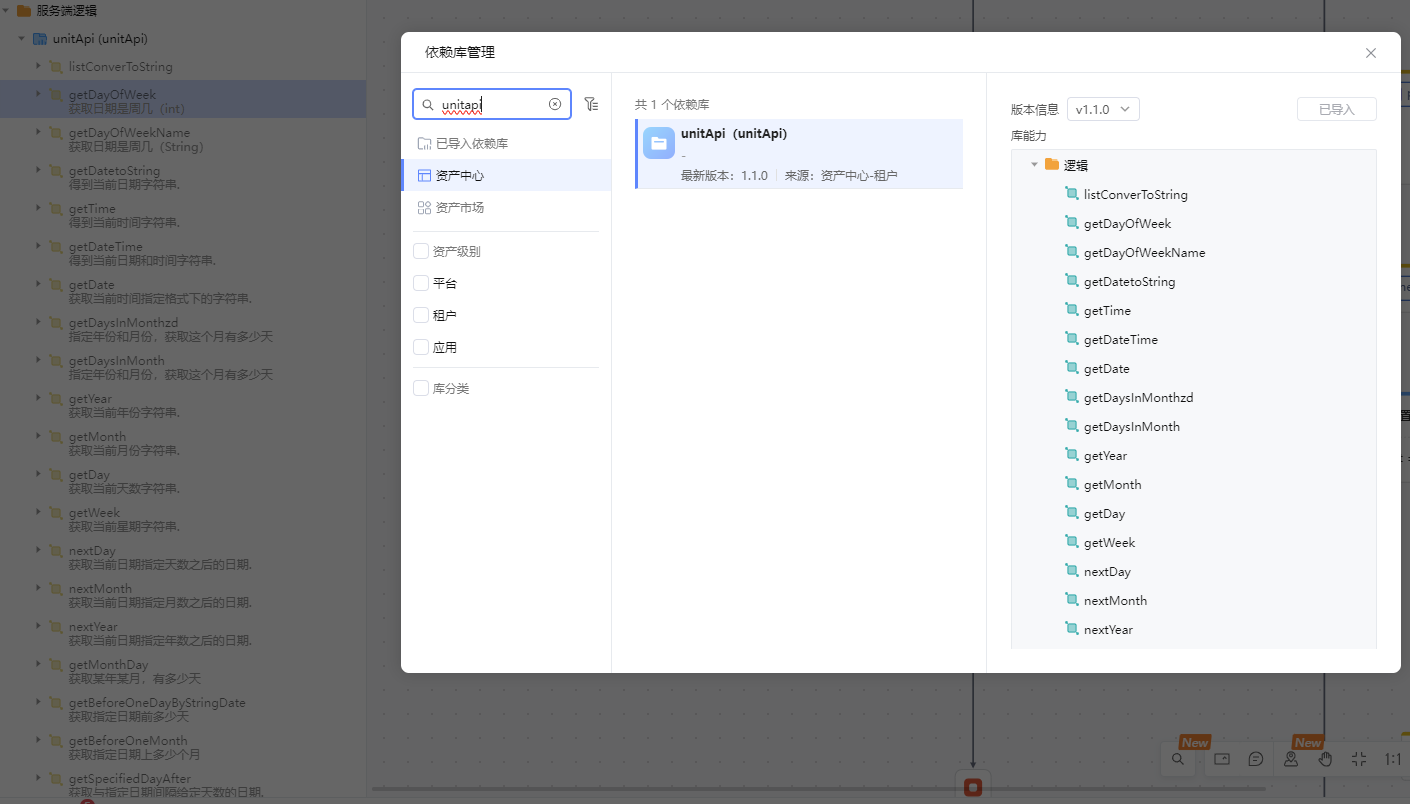 服务端逻辑
unitApi (unitApi)
listConverToString
getDayOfWeek
获取日期是周几（int）
getDayOfWeekName
获取日期是周几（String）
getDatetoString
得到当前日期字符串.
getTime
得到当前时间字符串.
getDateTime
得到当前日期和时间字符串.
getDate
获取当前时间指定格式下的字符串.
getDaysInMonthzd
指定年份和月份，获取这个月有多少天
getDaysInMonth
指定年份和月份，获取这个月有多少天
getYear
获取当前年份字符串.
getMonth
获取当前月份字符串.
getDay
获取当前天数字符串.
getWeek
获取当前星期字符串.
nextDay
获取当前日期指定天数之后的日期.
nextMonth
获取当前日期指定月数之后的日期.
nextYear
获取当前日期指定年数之后的日期.
getMonthDay
获取某年某月，有多少天
getBeforeOneDayByStringDate
获取指定日期前多少天
getBeforeOneMonth
获取指定日期上多少个月
getSpecifiedDayAfter
获取与指定日期间隔给定天数的日期.
依赖库管理
unitapi
已导入依赖库
资产中心
资产市场
资产级别
平台
租户
应用
库分类
共 1 个依赖库
unitApi（unitApi）
-
最新版本：1.1.0 来源：资产中心-租户
版本信息 v1.1.0 已导入
库能力
逻辑
listConverToString
getDayOfWeek
getDayOfWeekName
getDatetoString
getTime
getDateTime
getDate
getDaysInMonthzd
getDaysInMonth
getYear
getMonth
getDay
getWeek
nextDay
nextMonth
nextYear
置
New New
1:1